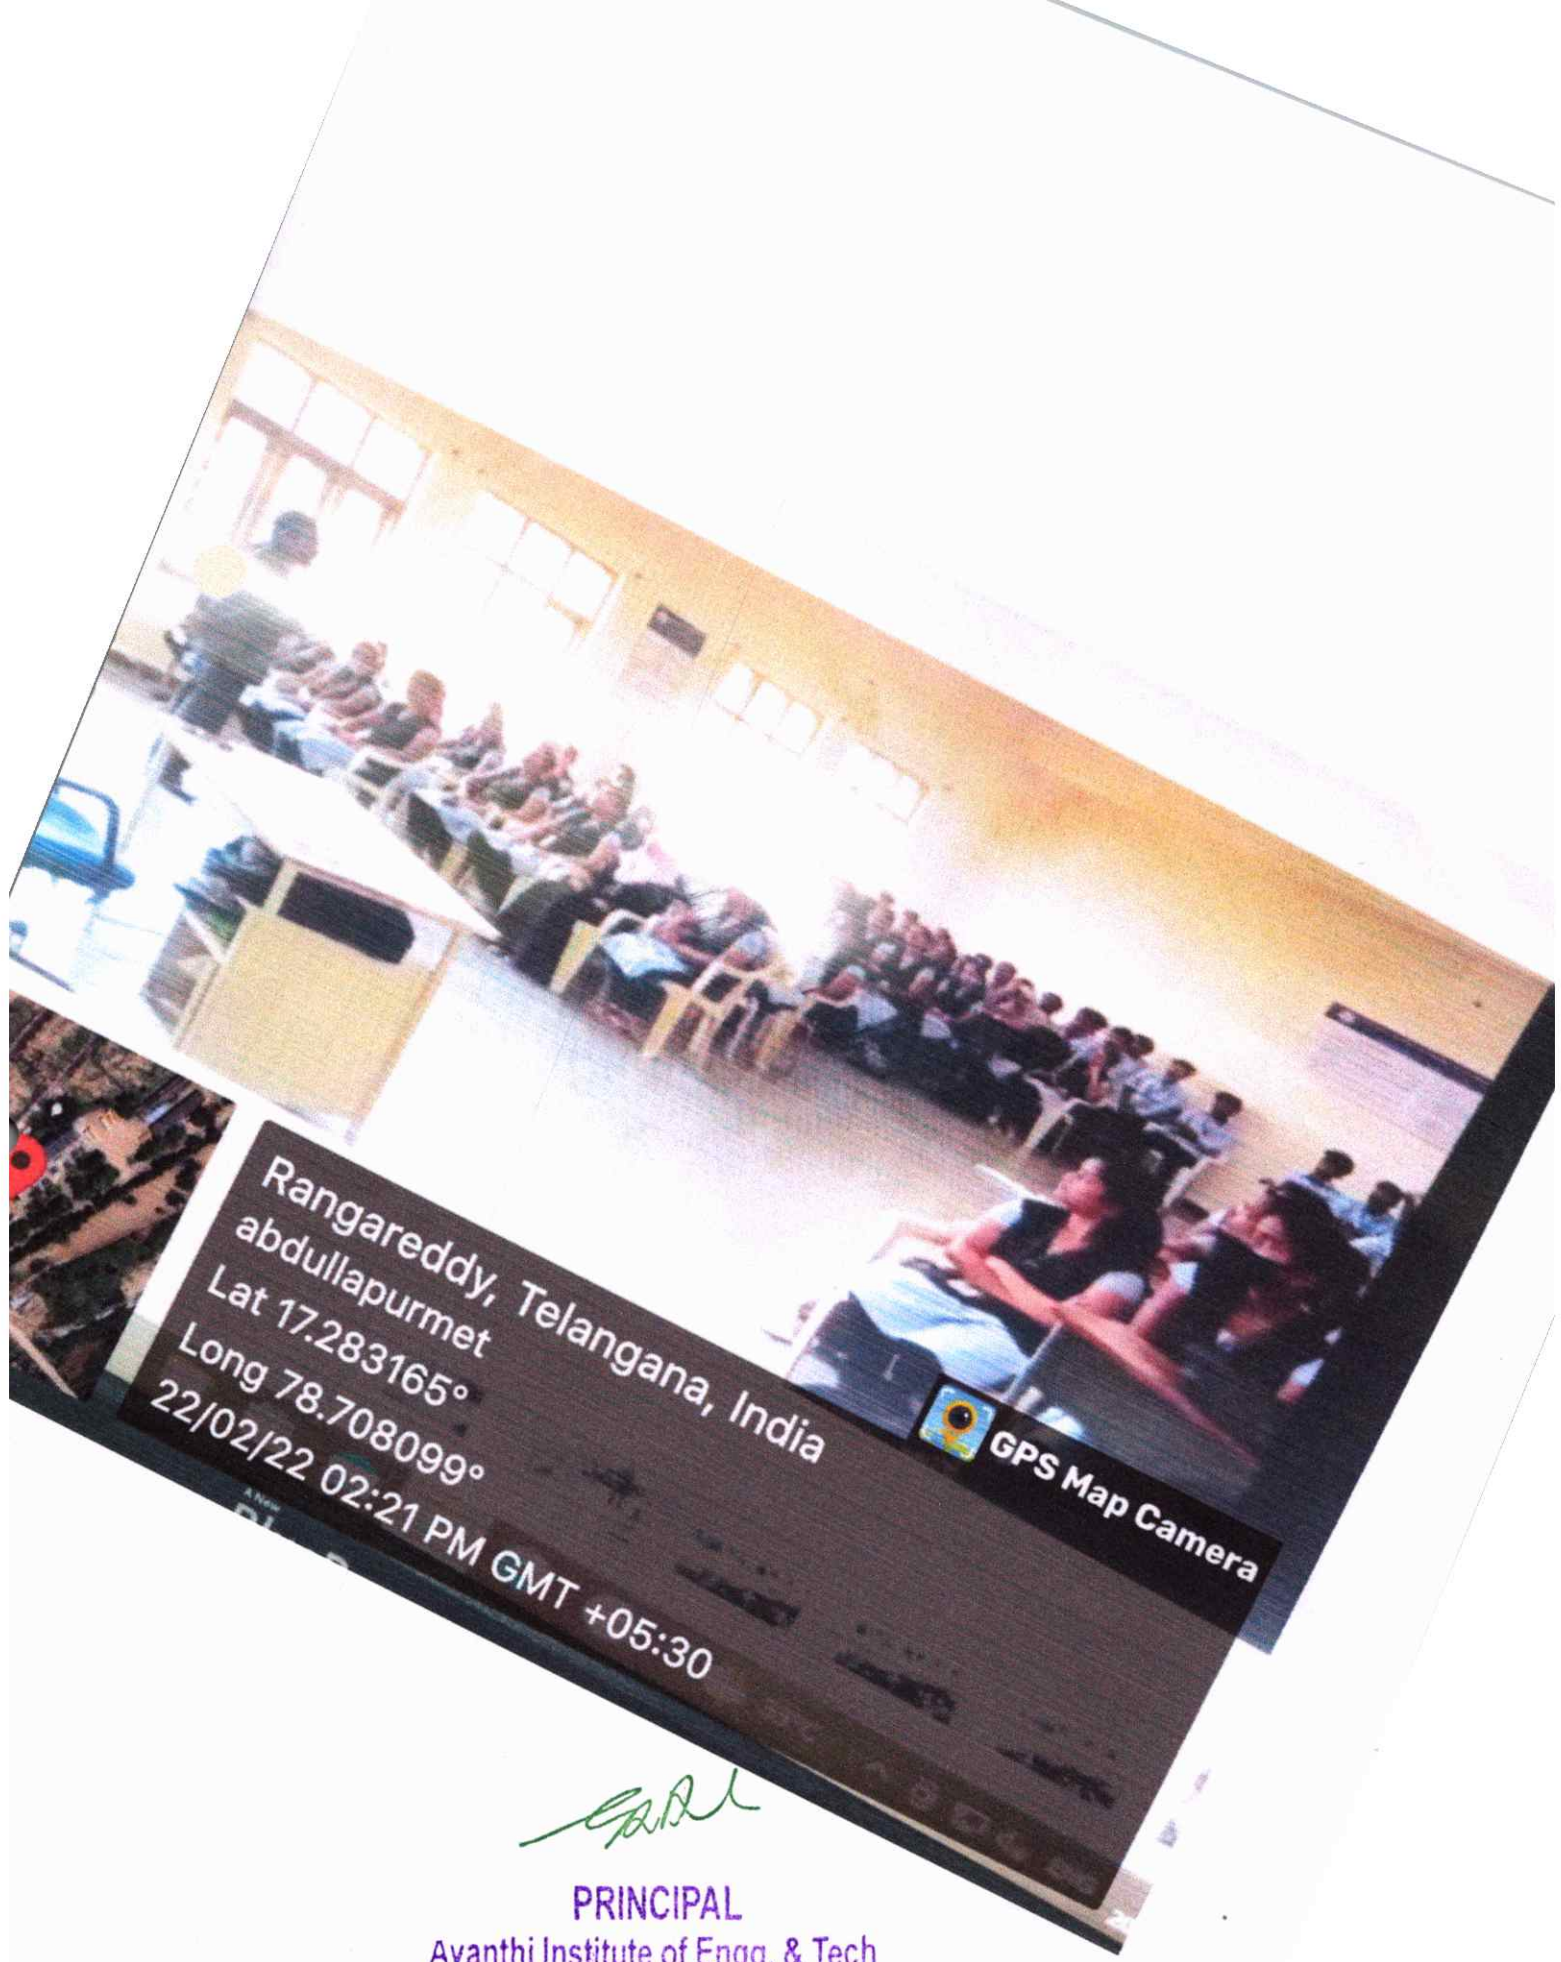 Rangareddy, Telangana, India
abdullapurmet
Lat 17.283165°
Long 78.708099°
22/02/22 02:21 PM GMT +05:30
GPS Map Camera
A New
PRINCIPAL
Avanthi Institute of Engg. & Tech